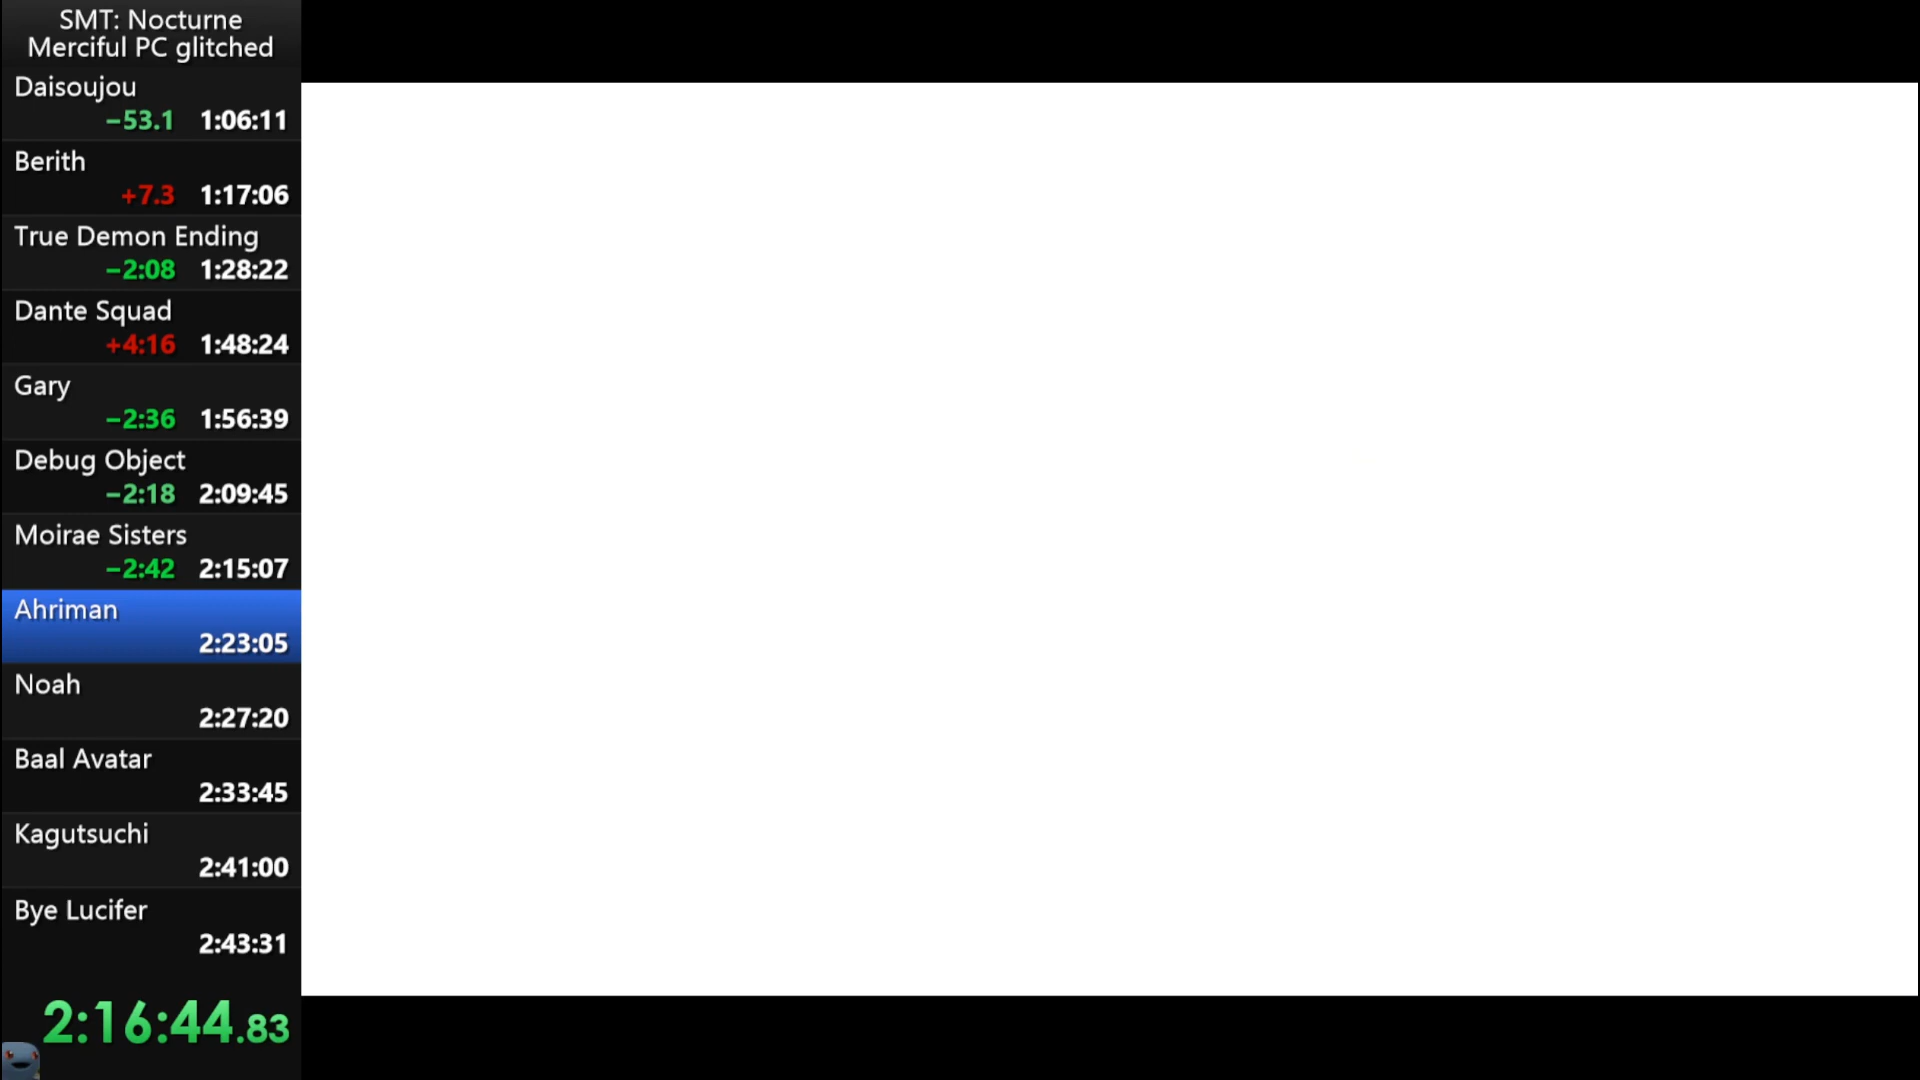 SMT: Nocturne
Merciful PC glitched
Daisoujou
−53.1 1:06:11
Berith
+7.3 1:17:06
True Demon Ending
−2:08 1:28:22
Dante Squad
+4:16 1:48:24
Gary
−2:36 1:56:39
Debug Object
−2:18 2:09:45
Moirae Sisters
−2:42 2:15:07
Ahriman
2:23:05
Noah
2:27:20
Baal Avatar
2:33:45
Kagutsuchi
2:41:00
Bye Lucifer
2:43:31
2:16:44.83